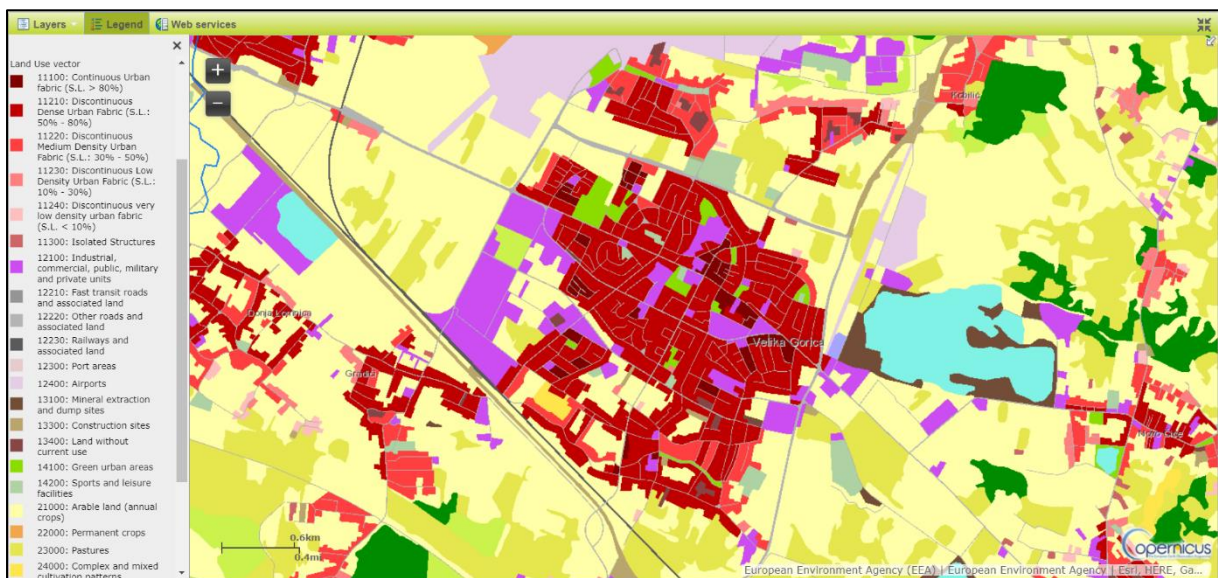 Layers
Legend
Web services
Land Use vector
11100: Continuous Urban
fabric (S.L. > 80%)
11210: Discontinuous
Dense Urban Fabric (S.L.:
50% - 80%)
11220: Discontinuous
Medium Density Urban
Fabric (S.L.: 30% - 50%)
11230: Discontinuous Low
Density Urban Fabric (S.L.:
10% - 30%)
11240: Discontinuous very
low density urban fabric
(S.L. < 10%)
11300: Isolated Structures
12100: Industrial,
commercial, public, military
and private units
12210: Fast transit roads
and associated land
12220: Other roads and
associated land
12230: Railways and
associated land
12300: Port areas
12400: Airports
13100: Mineral extraction
and dump sites
13300: Construction sites
13400: Land without
current use
14100: Green urban areas
14200: Sports and leisure
facilities
21000: Arable land (annual
crops)
22000: Permanent crops
23000: Pastures
24000: Complex and mixed
cultivation patterns
+
−
Donja Lomnica
Gradići
Velika Gorica
0.6km
0.4mi
opernicus
European Environment Agency (EEA) | European Environment Agency | Esri, HERE, Ga...